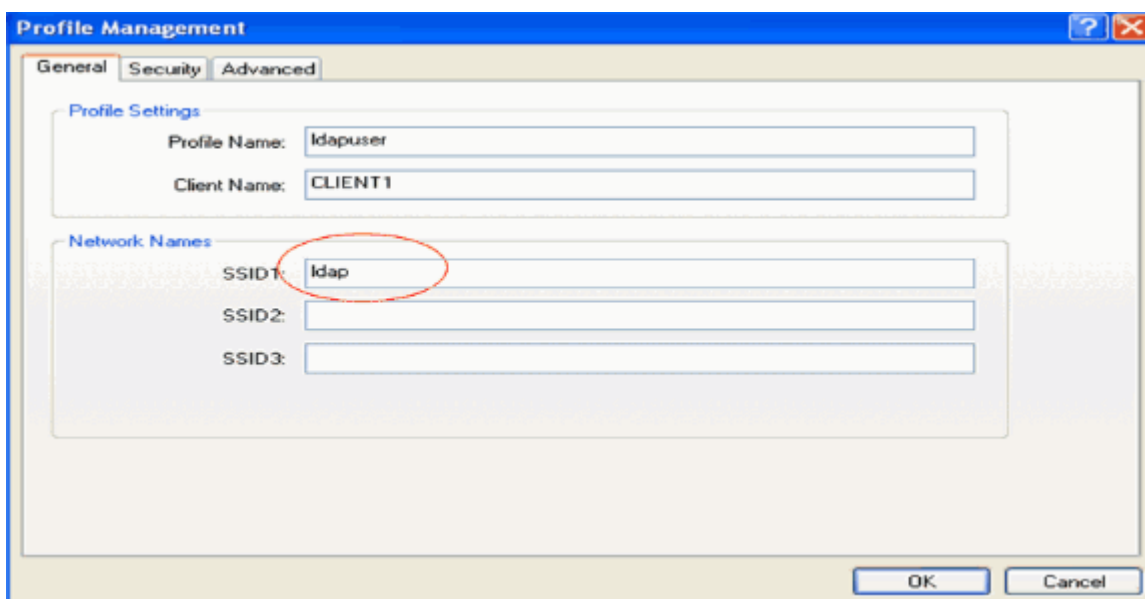 Profile Management
General Security Advanced
Profile Settings
Profile Name: ldapuser
Client Name: CLIENT1
Network Names
SSID1: ldap
SSID2:
SSID3:
OK Cancel